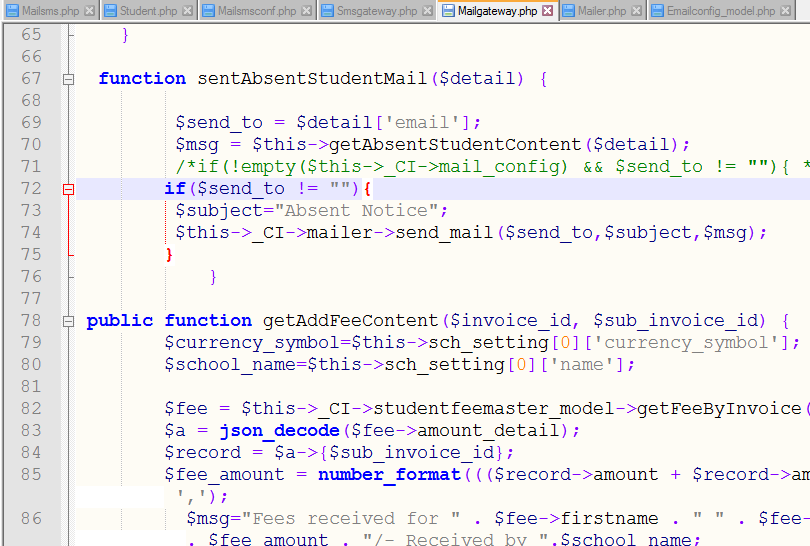 Mailsms.php Student.php Mailsmsconf.php Smsgateway.php Mailgateway.php Mailer.php Emailconfig_model.php
65 }
66
67 function sentAbsentStudentMail($detail) {
68
69 $send_to = $detail['email'];
70 $msg = $this->getAbsentStudentContent($detail);
71 /*if(!empty($this->_CI->mail_config) && $send_to != ""){ *
72 if($send_to != ""){
73 $subject="Absent Notice";
74 $this->_CI->mailer->send_mail($send_to,$subject,$msg);
75 }
76 }
77
78 public function getAddFeeContent($invoice_id, $sub_invoice_id) {
79 $currency_symbol=$this->sch_setting[0]['currency_symbol'];
80 $school_name=$this->sch_setting[0]['name'];
81
82 $fee = $this->_CI->studentfeemaster_model->getFeeByInvoice(
83 $a = json_decode($fee->amount_detail);
84 $record = $a->{$sub_invoice_id};
85 $fee_amount = number_format((($record->amount + $record->am
',');
86 $msg="Fees received for " . $fee->firstname . " " . $fee-
. $fee_amount . "/- Received by ".$school_name;